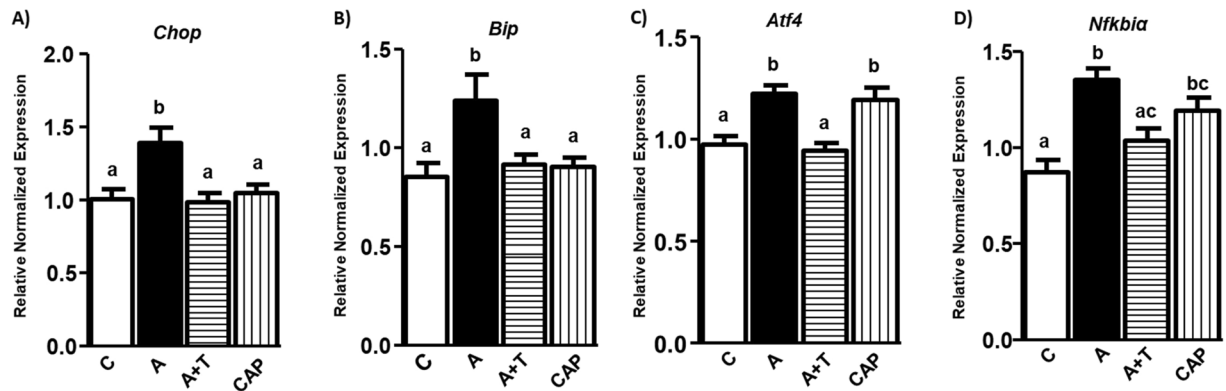 A)
Chop
Relative Normalized Expression
2.0
1.5
1.0
0.5
0.0
a
b
a
a
C
A
A+T
CAP
B)
Bip
Relative Normalized Expression
1.5
1.0
0.5
0.0
a
b
a
a
C
A
A+T
CAP
C)
Atf4
Relative Normalized Expression
1.5
1.0
0.5
0.0
a
b
a
b
C
A
A+T
CAP
D)
Nfkbiα
Relative Normalized Expression
1.5
1.0
0.5
0.0
a
b
ac
bc
C
A
A+T
CAP